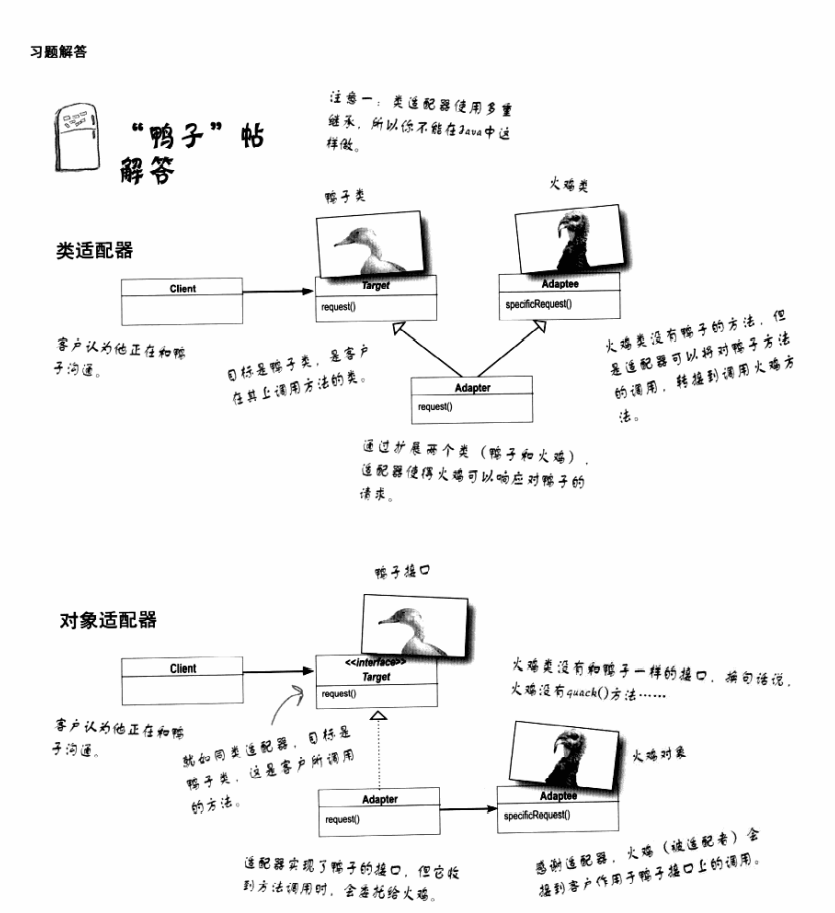 习题解答
“鸭子”帖
解答
注意一：类适配器使用多重
继承，所以你不能在Java中这
样做。
类适配器
鸭子类
火鸡类
Client
Target
request()
Adaptee
specificRequest()
客户认为他正在和鸭
子沟通。
目标是鸭子类，是客户
在其上调用方法的类。
Adapter
request()
火鸡类没有鸭子的方法，但
是适配器可以将对鸭子方法
的调用，转接到调用火鸡方
法。
通过扩展两个类（鸭子和火鸡），
适配器使得火鸡可以响应对鸭子的
请求。
对象适配器
鸭子接口
Client
<<interface>>
Target
request()
火鸡类没有和鸭子一样的接口，换句话说，
火鸡没有quack()方法……
客户认为他正在和鸭
子沟通。
就如同类适配器，目标是
鸭子类，这是客户所调用
的方法。
火鸡对象
Adapter
request()
Adaptee
specificRequest()
适配器实现了鸭子的接口，但它收
到方法调用时，会委托给火鸡。
感谢适配器，火鸡（被适配者）会
接到客户作用于鸭子接口上的调用。